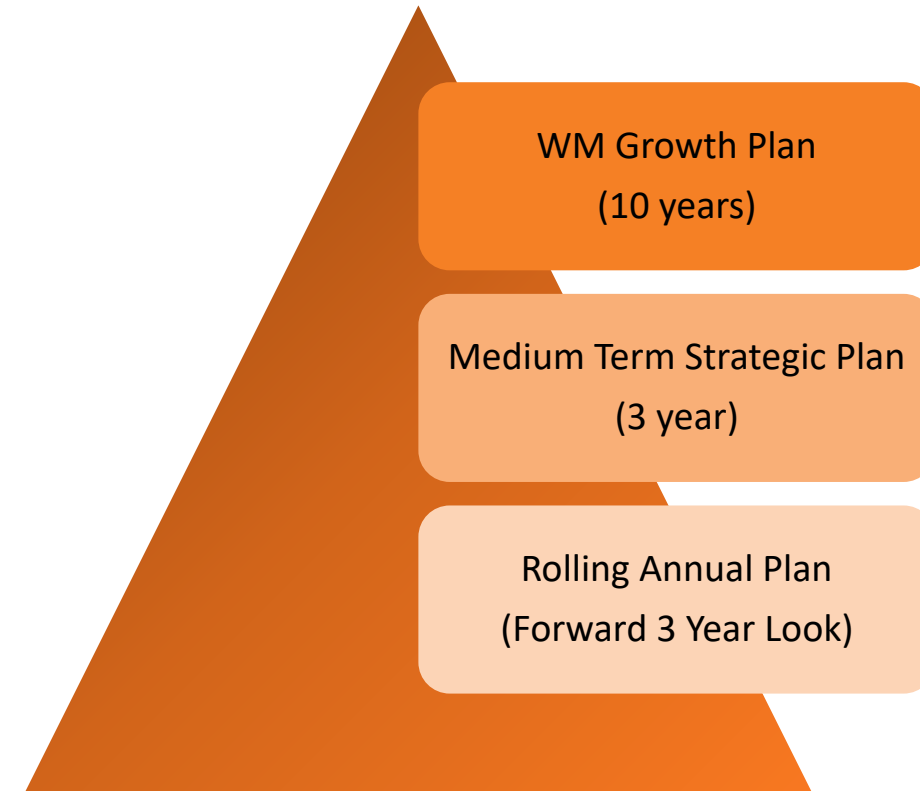 WM Growth Plan
(10 years)
Medium Term Strategic Plan
(3 year)
Rolling Annual Plan
(Forward 3 Year Look)